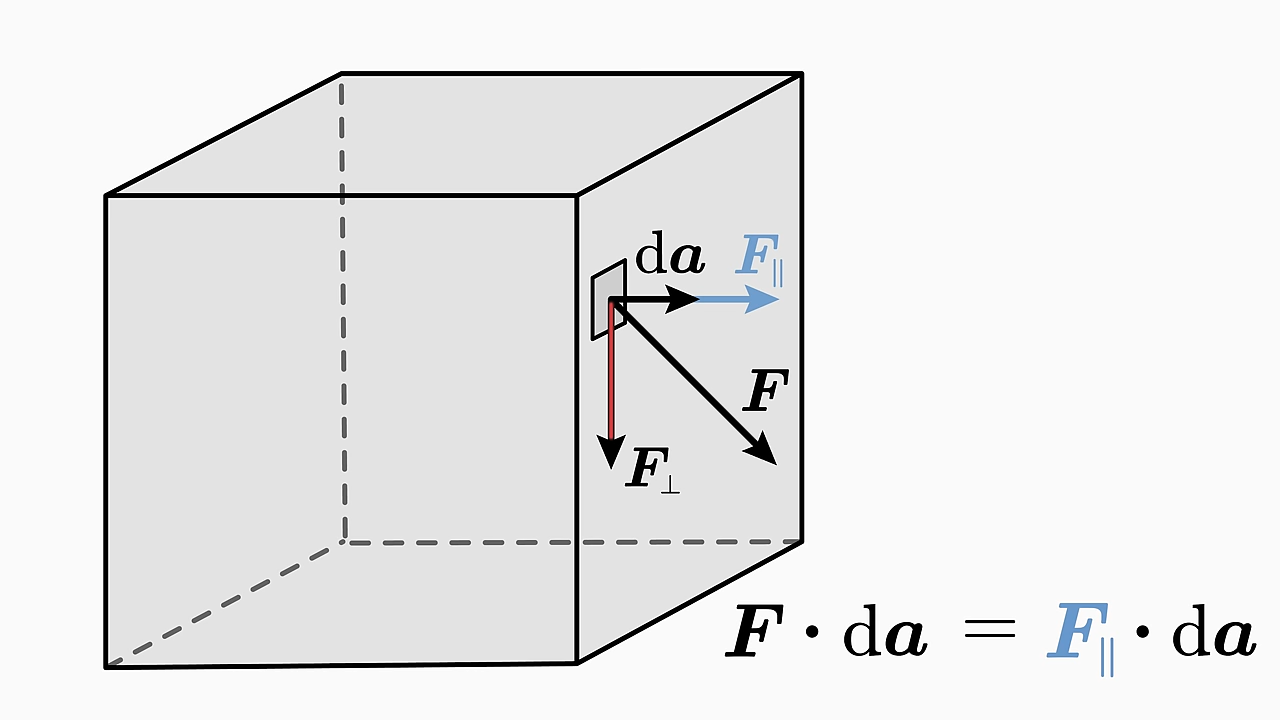 da F∥
F
F⊥
F · da = F∥ · da